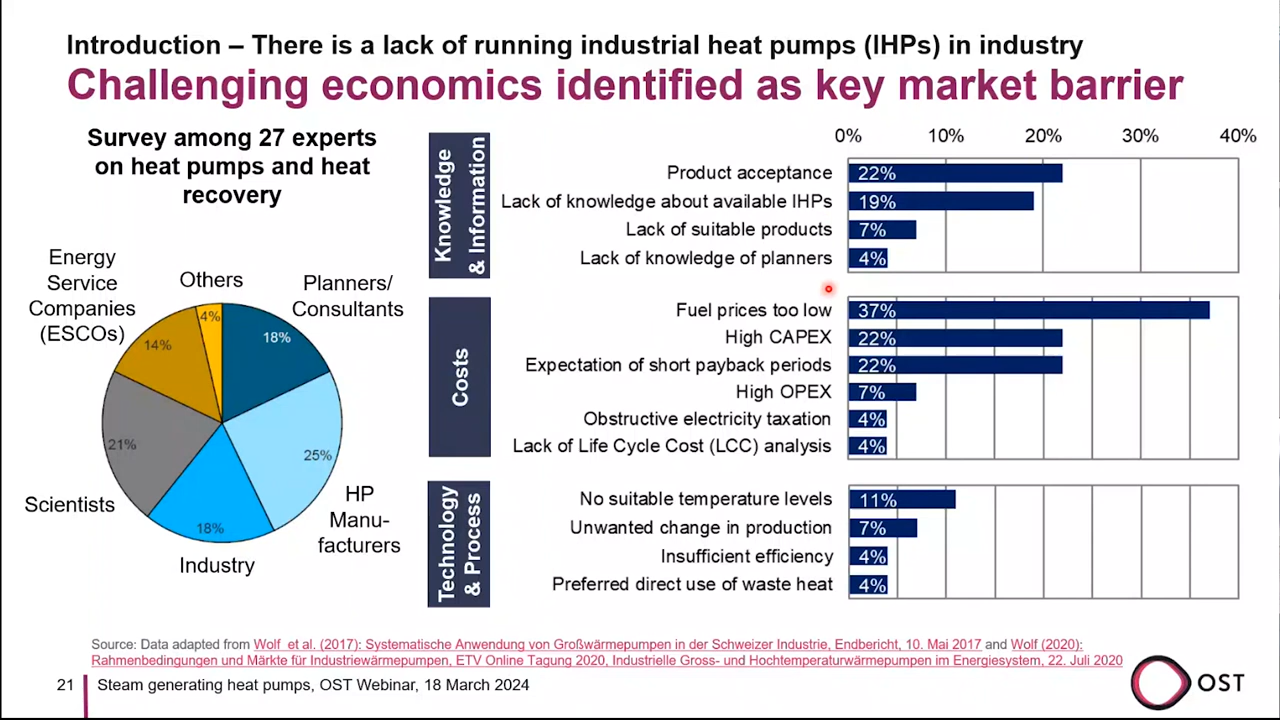 Introduction – There is a lack of running industrial heat pumps (IHPs) in industry
Challenging economics identified as key market barrier
Survey among 27 experts
on heat pumps and heat
recovery
Energy
Service
Companies
(ESCOs)
Others
Planners/
Consultants
4%
18%
14%
21%
25%
18%
Scientists
HP
Manu-
facturers
Industry
Knowledge
& Information
0% 10% 20% 30% 40%
Product acceptance 22%
Lack of knowledge about available IHPs 19%
Lack of suitable products 7%
Lack of knowledge of planners 4%
Costs
Fuel prices too low 37%
High CAPEX 22%
Expectation of short payback periods 22%
High OPEX 7%
Obstructive electricity taxation 4%
Lack of Life Cycle Cost (LCC) analysis 4%
Technology
& Process
No suitable temperature levels 11%
Unwanted change in production 7%
Insufficient efficiency 4%
Preferred direct use of waste heat 4%
Source: Data adapted from Wolf et al. (2017): Systematische Anwendung von Großwärmepumpen in der Schweizer Industrie, Endbericht, 10. Mai 2017 and Wolf (2020):
Rahmenbedingungen und Märkte für Industriewärmepumpen, ETV Online Tagung 2020, Industrielle Gross- und Hochtemperaturwärmepumpen im Energiesystem, 22. Juli 2020
21 Steam generating heat pumps, OST Webinar, 18 March 2024
OST